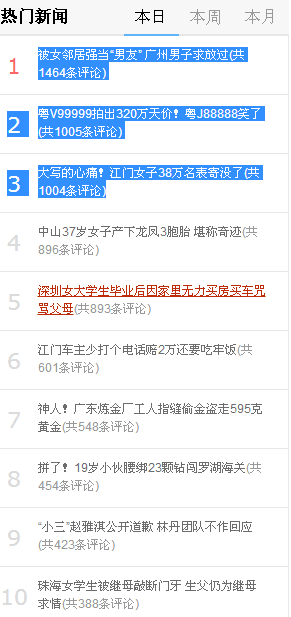 热门新闻 本日 本周 本月
1 被女邻居强当“男友” 广州男子求放过(共
1464条评论)
2 粤V99999拍出320万天价！粤J88888笑了
(共1005条评论)
3 大写的心痛！江门女子38万名表寄没了(共
1004条评论)
4 中山37岁女子产下龙凤3胞胎 堪称奇迹(共
896条评论)
5 深圳女大学生毕业后因家里无力买房买车咒
骂父母(共893条评论)
6 江门车主少打个电话赔2万还要吃牢饭(共
601条评论)
7 神人！广东炼金厂工人指缝偷金盗走595克
黄金(共548条评论)
8 拼了！19岁小伙腰绑23颗钻闯罗湖海关(共
454条评论)
9 “小三”赵雅淇公开道歉 林丹团队不作回应
(共423条评论)
10 珠海女学生被继母敲断门牙 生父仍为继母
求情(共388条评论)